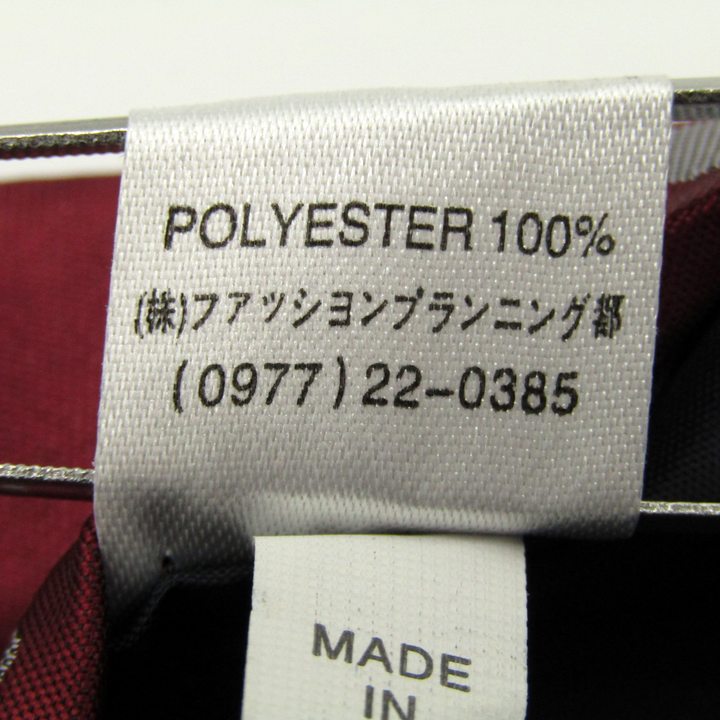 POLYESTER 100%
(株)ファッションプランニング都
(0977)22-0385
MADE
IN